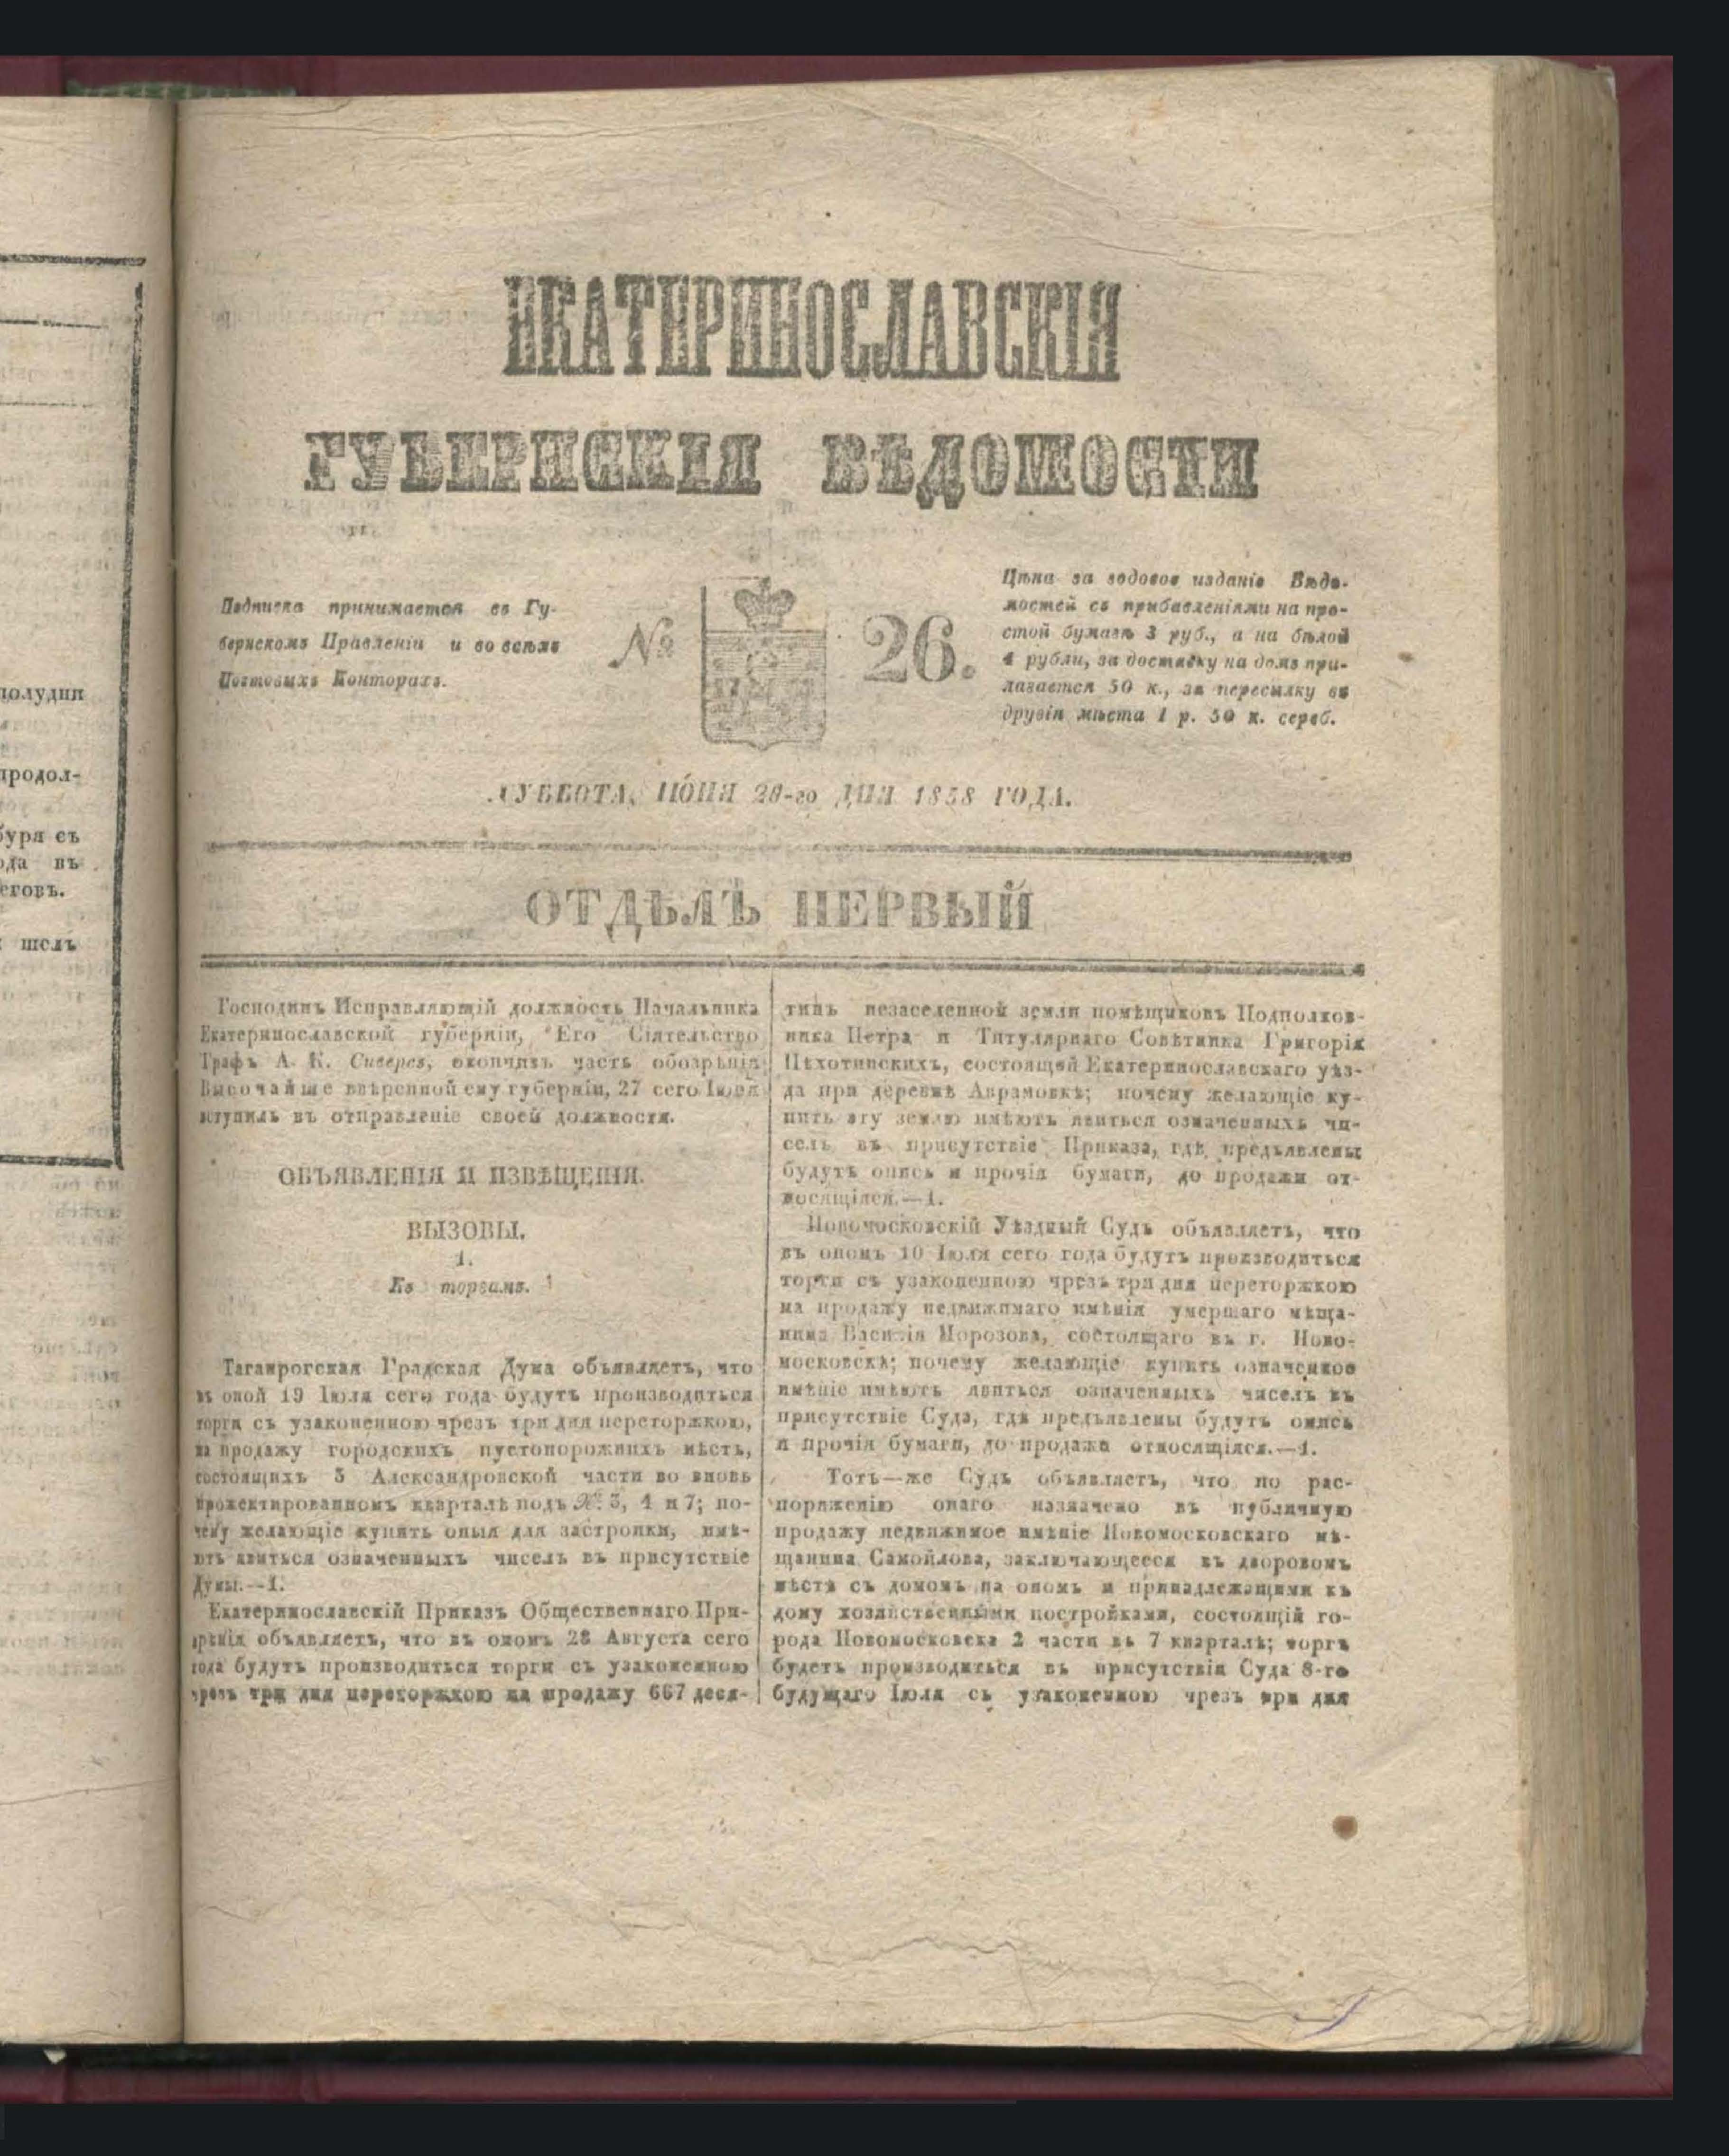 полудня
продол-
буря съ
ода въ
еговъ.
шелъ
ЕКАТЕРИНОСЛАВСКІЯ
ГУБЕРНСКІЯ ВѢДОМОСТИ
Подписка принимается въ Гу-
бернскомъ Правленіи и во всѣхъ
Почтовыхъ Конторахъ.
№ 26.
Цѣна за годовое изданіе Вѣдо-
мостей съ прибавленіями на про-
стой бумагѣ 3 руб., а на бѣлой
4 рубли, за доставку на домъ при-
лагается 50 к., за пересылку въ
другія мѣста 1 р. 50 к. сереб.
СУББОТА, ІЮНЯ 28-го ДНЯ 1858 ГОДА.
ОТДѢЛЪ ПЕРВЫЙ
Господинъ Исправляющій должность Начальника
Екатеринославской губерніи, Его Сіятельство
Графъ А. К. Сиверсъ, окончивъ часть обозрѣнія
Высочайше ввѣренной ему губерніи, 27 сего Іюня
вступилъ въ отправленіе своей должности.
ОБЪЯВЛЕНІЯ И ИЗВѢЩЕНІЯ.
ВЫЗОВЫ.
1.
Къ торгамъ.
Таганрогская Градская Дума объявляетъ, что
въ оной 19 Іюля сего года будутъ производиться
торги съ узаконенною чрезъ три дня переторжкою,
на продажу городскихъ пустопорожнихъ мѣстъ,
состоящихъ 3 Александровской части во вновь
прожектированномъ кварталѣ подъ №: 3, 4 и 7; по-
чему желающіе купить оныя для застройки, имѣ-
ютъ явиться означенныхъ чиселъ въ присутствіе
Думы.—1.
Екатеринославскій Приказъ Общественнаго При-
зрѣнія объявляетъ, что въ ономъ 28 Августа сего
года будутъ производиться торги съ узаконенною
чрезъ три дня переторжкою на продажу 667 деся-
тинъ незаселенной земли помѣщиковъ Подполков-
ника Петра и Титулярнаго Совѣтника Григорія
Пѣхотинскихъ, состоящей Екатеринославскаго уѣз-
да при деревнѣ Аврамовкѣ; почему желающіе ку-
пить эту землю имѣютъ явиться означенныхъ чи-
селъ въ присутствіе Приказа, гдѣ предъявлены
будутъ опись и прочія бумаги, до продажи от-
носящіяся.—1.
Новомосковскій Уѣздный Судъ объявляетъ, что
въ ономъ 10 Іюля сего года будутъ производиться
торги съ узаконенною чрезъ три дня переторжкою
на продажу недвижимаго имѣнія умершаго мѣща-
нина Василія Морозова, состоящаго въ г. Ново-
московскѣ; почему желающіе купить означенное
имѣніе имѣютъ явиться означенныхъ чиселъ въ
присутствіе Суда, гдѣ предъявлены будутъ опись
и прочія бумаги, до продажи относящіяся.—1.
Тотъ—же Судъ объявляетъ, что по рас-
поряженію онаго назначено въ публичную
продажу недвижимое имѣніе Новомосковскаго мѣ-
щанина Самойлова, заключающееся въ дворовомъ
мѣстѣ съ домомъ на ономъ и принадлежащими къ
дому хозяйственными постройками, состоящій го-
рода Новомосковска 2 части въ 7 кварталѣ; торгъ
будетъ производиться въ присутствіи Суда 8-го
будущаго Іюля съ узаконенною чрезъ три дня